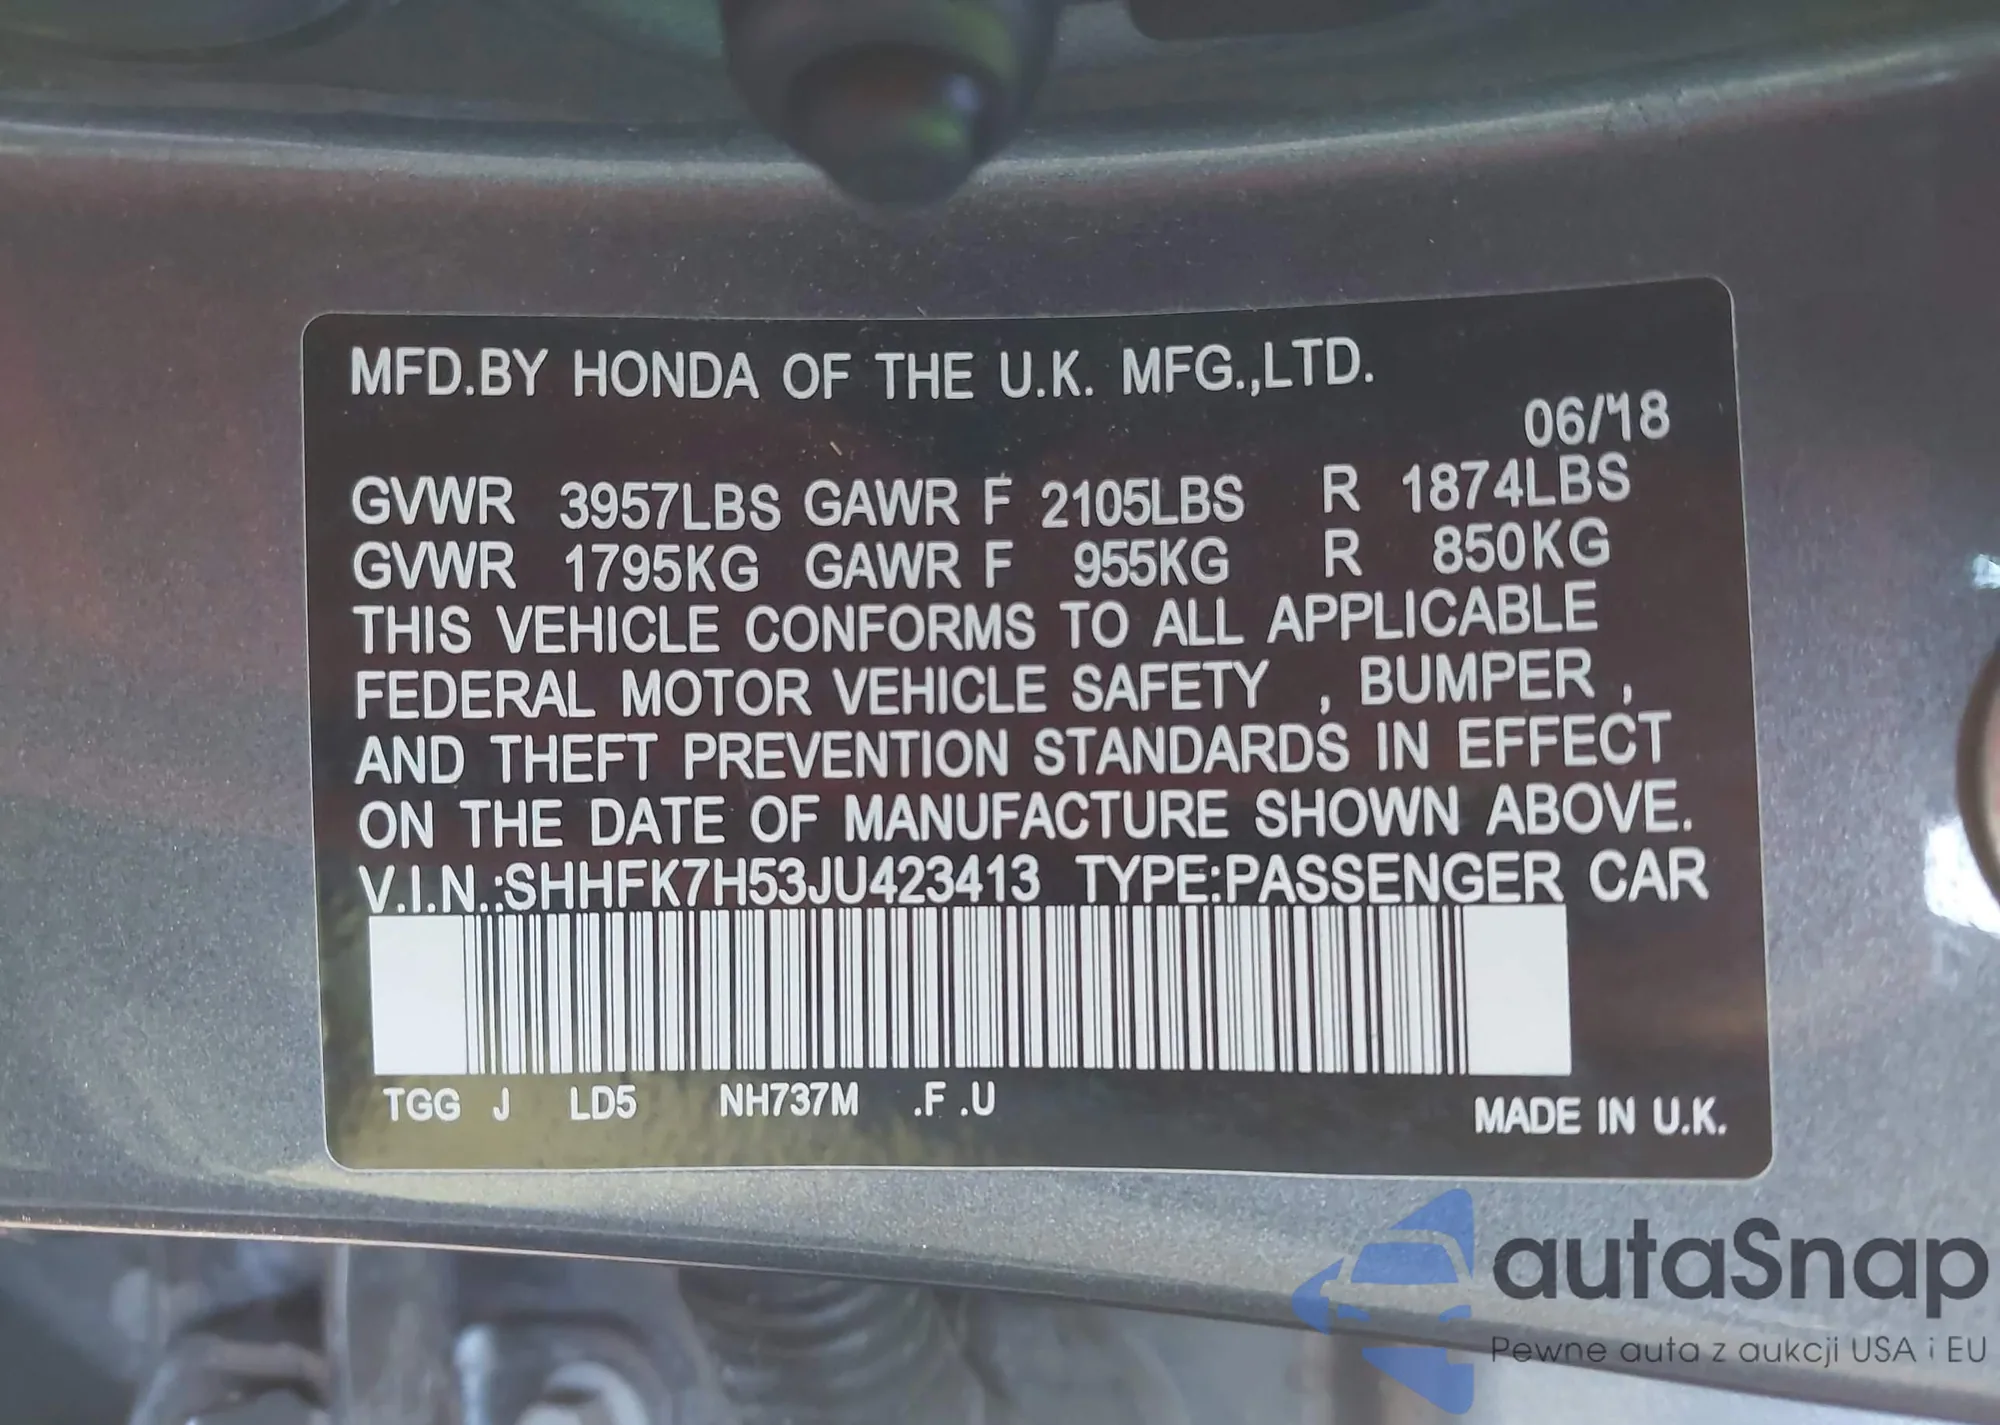 MFD.BY HONDA OF THE U.K. MFG.,LTD.
06/18
GVWR 3957LBS GAWR F 2105LBS R 1874LBS
GVWR 1795KG GAWR F 955KG R 850KG
THIS VEHICLE CONFORMS TO ALL APPLICABLE
FEDERAL MOTOR VEHICLE SAFETY , BUMPER ,
AND THEFT PREVENTION STANDARDS IN EFFECT
ON THE DATE OF MANUFACTURE SHOWN ABOVE.
V.I.N.:SHHFK7H53JU423413 TYPE:PASSENGER CAR
TGG J LD5 NH737M .F .U
MADE IN U.K.
autaSnap
Pewne auta z aukcji USA i EU